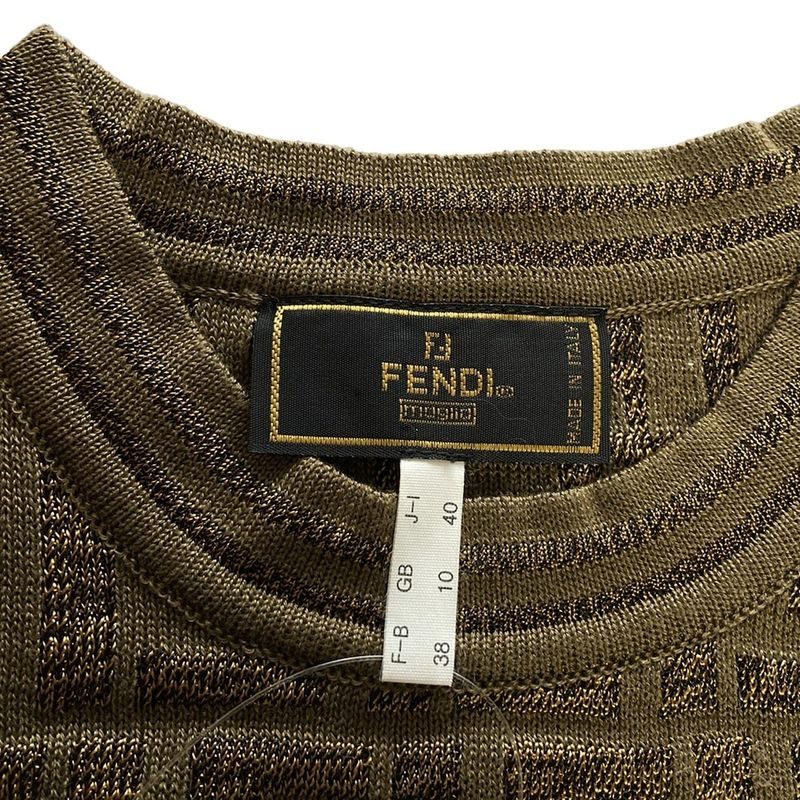 FENDI®
maglia
MADE IN ITALY
J-I 40
GB 10
F-B 38